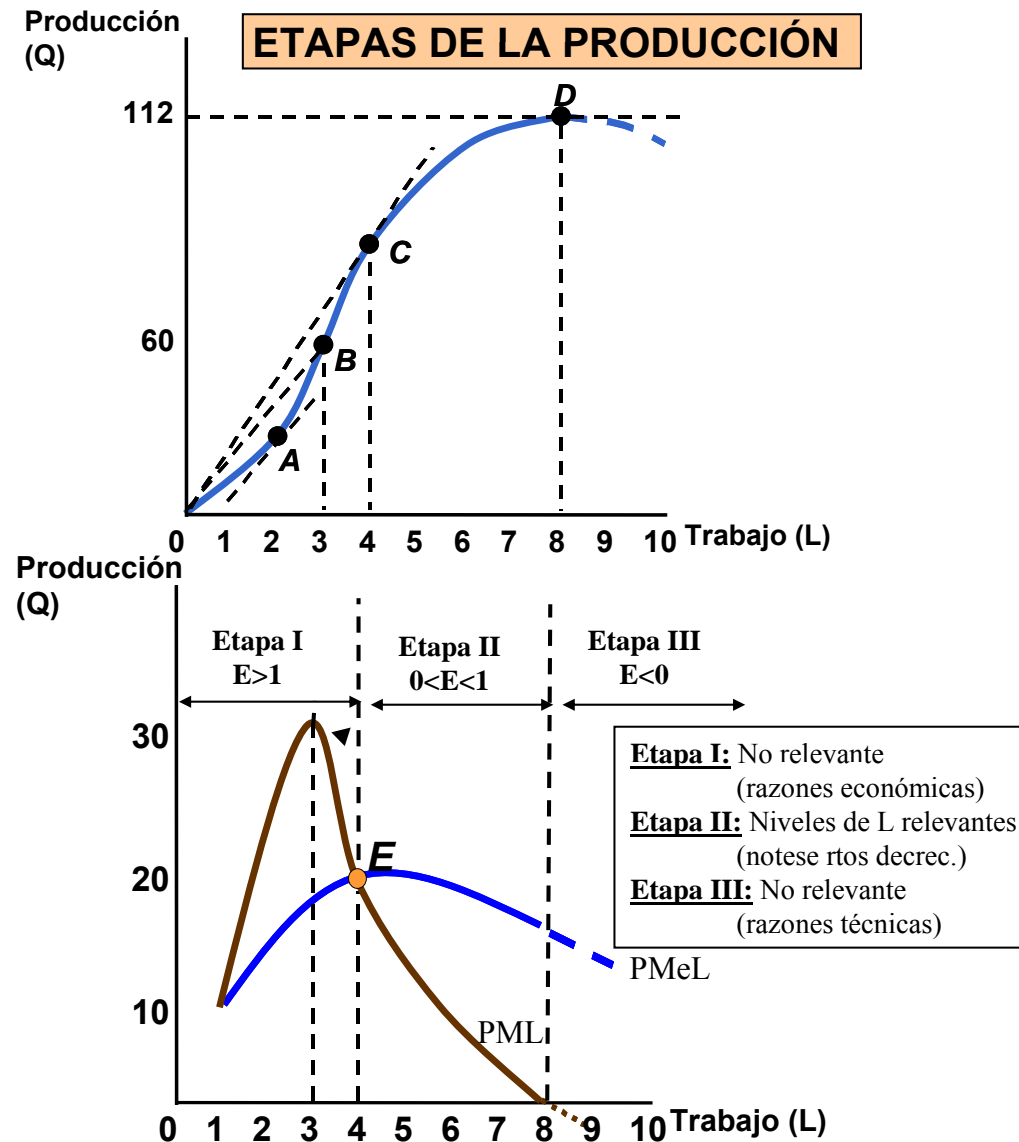 Producción
(Q)
ETAPAS DE LA PRODUCCIÓN
112
D
C
60
B
A
0 1 2 3 4 5 6 7 8 9 10 Trabajo (L)
Producción
(Q)
Etapa I
E>1
Etapa II
0<E<1
Etapa III
E<0
30
Etapa I: No relevante
(razones económicas)
Etapa II: Niveles de L relevantes
(notese rtos decrec.)
Etapa III: No relevante
(razones técnicas)
E
20
PMeL
10
PML
0 1 2 3 4 5 6 7 8 9 10 Trabajo (L)